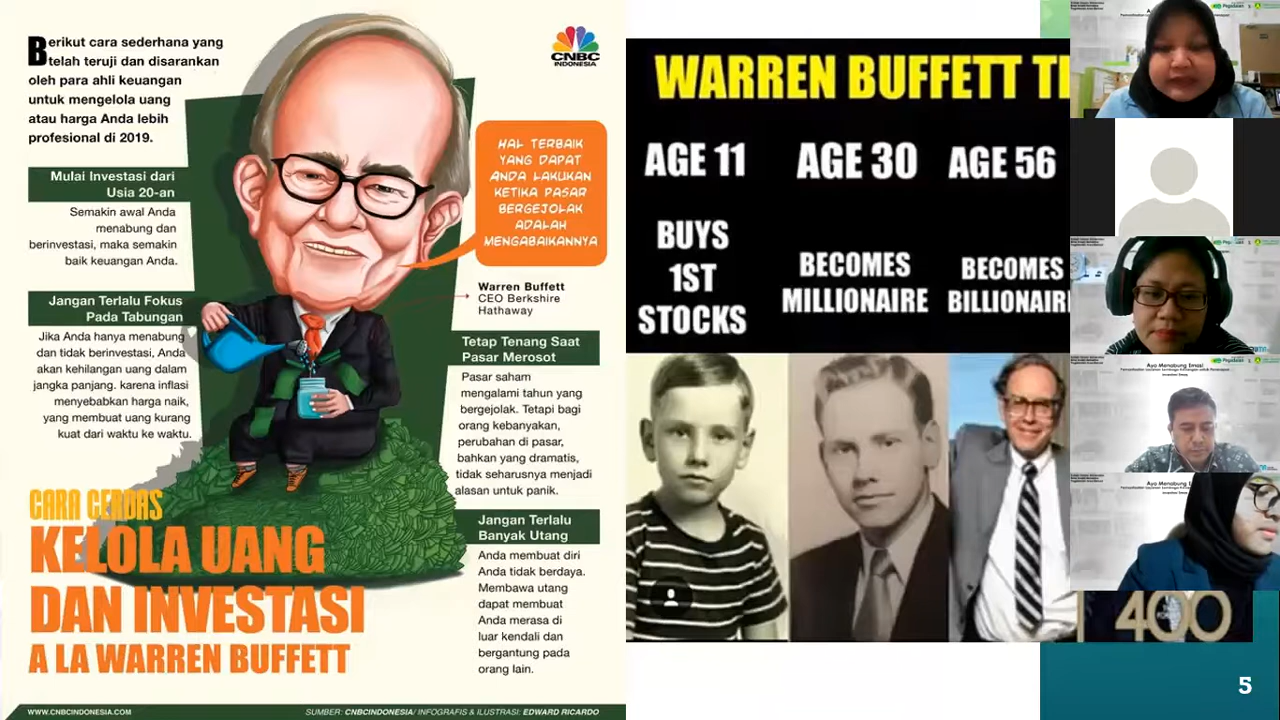 Berikut cara sederhana yang
telah teruji dan disarankan
oleh para ahli keuangan
untuk mengelola uang
atau harga Anda lebih
profesional di 2019.
CNBC
INDONESIA
Mulai Investasi dari
Usia 20-an
Semakin awal Anda
menabung dan
berinvestasi, maka semakin
baik keuangan Anda.
Jangan Terlalu Fokus
Pada Tabungan
Jika Anda hanya menabung
dan tidak berinvestasi, Anda
akan kehilangan uang dalam
jangka panjang. karena inflasi
menyebabkan harga naik,
yang membuat uang kurang
kuat dari waktu ke waktu.
HAL TERBAIK
YANG DAPAT
ANDA LAKUKAN
KETIKA PASAR
BERGEJOLAK
ADALAH
MENGABAIKANNYA
Warren Buffett
CEO Berkshire
Hathaway
Tetap Tenang Saat
Pasar Merosot
Pasar saham
mengalami tahun yang
bergejolak. Tetapi bagi
orang kebanyakan,
perubahan di pasar,
bahkan yang dramatis,
tidak seharusnya menjadi
alasan untuk panik.
Jangan Terlalu
Banyak Utang
Anda membuat diri
Anda tidak berdaya.
Membawa utang
dapat membuat
Anda merasa di
luar kendali dan
bergantung pada
orang lain.
CARA CERDAS
KELOLA UANG
DAN INVESTASI
A LA WARREN BUFFETT
WWW.CNBCINDONESIA.COM
SUMBER: CNBCINDONESIA/ INFOGRAFIS & ILUSTRASI: EDWARD RICARDO
WARREN BUFFETT
AGE 11
BUYS
1ST
STOCKS
AGE 30
BECOMES
MILLIONAIRE
AGE 56
BECOMES
BILLIONAIR
400
Pegadaian
Pegadaian
Ayo Menabung Emas!
Ayo Menabung
5